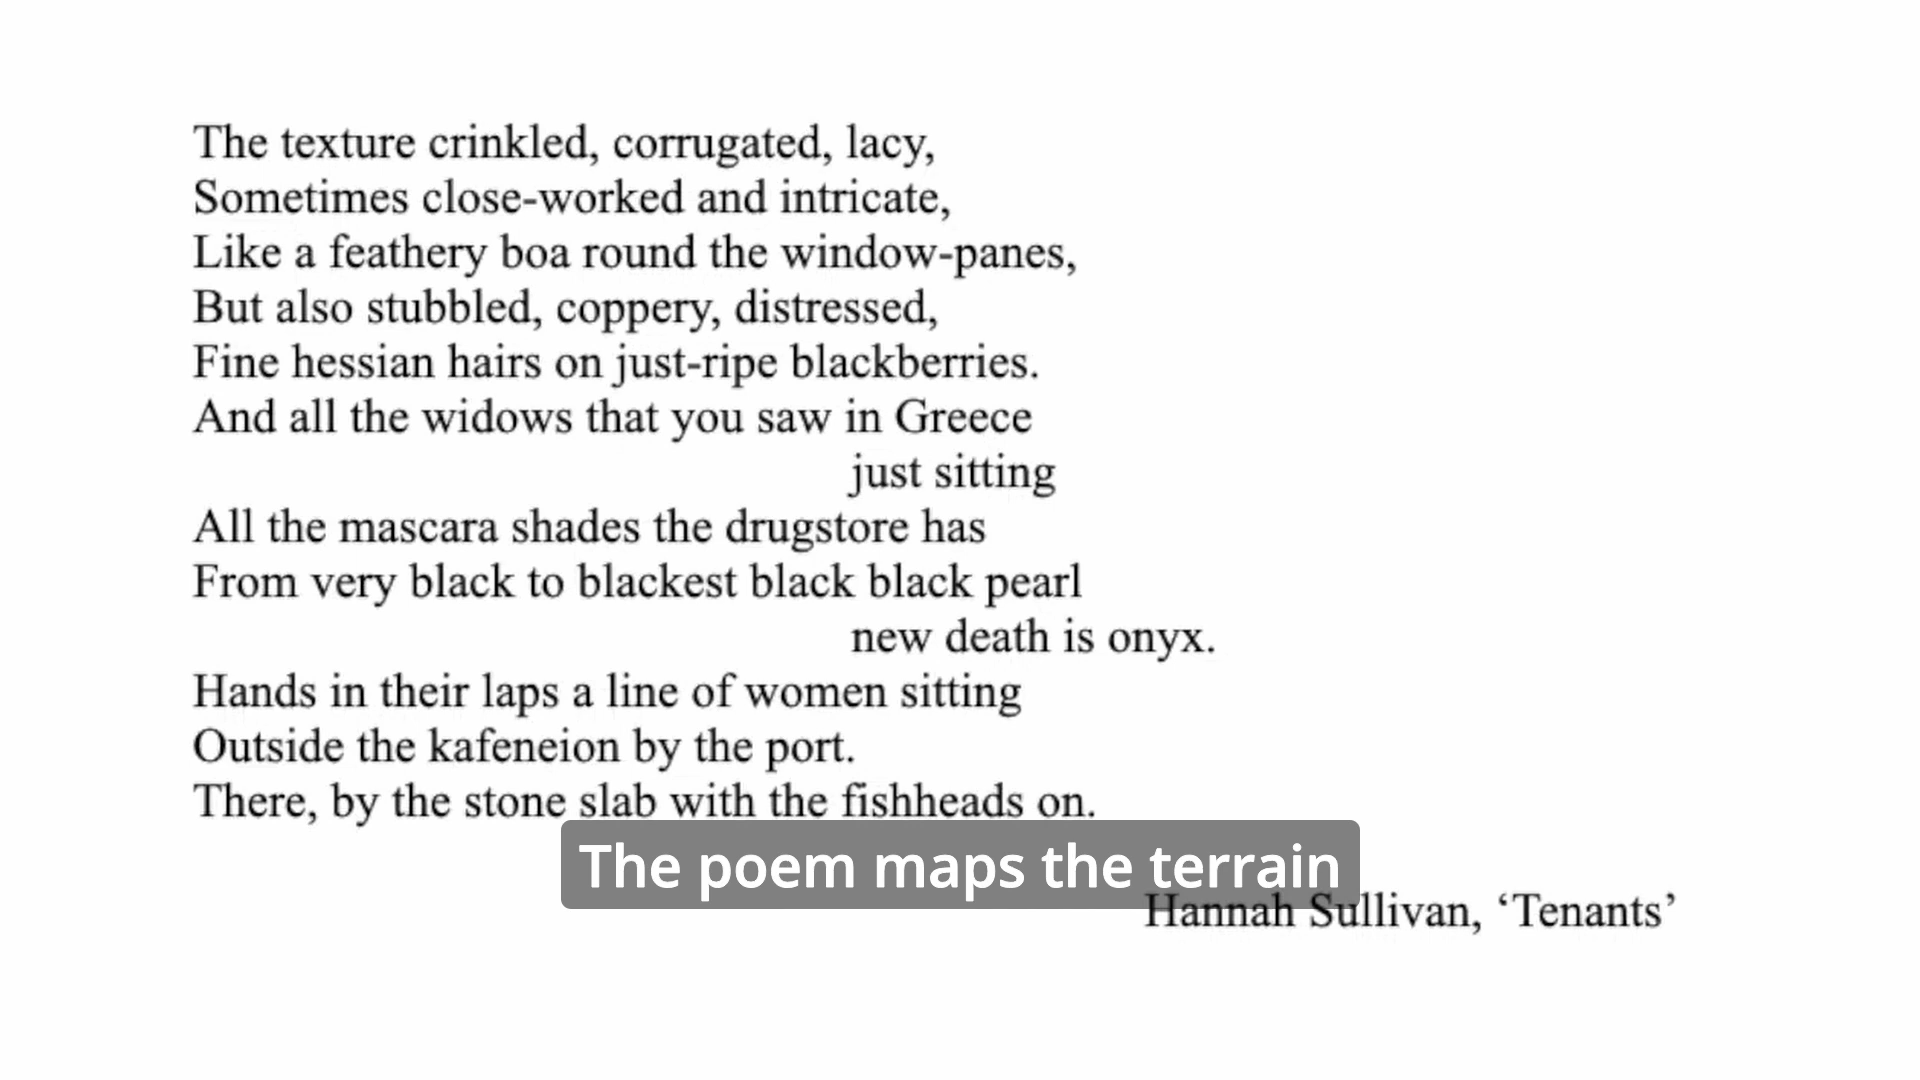 The texture crinkled, corrugated, lacy,
Sometimes close-worked and intricate,
Like a feathery boa round the window-panes,
But also stubbled, coppery, distressed,
Fine hessian hairs on just-ripe blackberries.
And all the widows that you saw in Greece
just sitting
All the mascara shades the drugstore has
From very black to blackest black black pearl
new death is onyx.
Hands in their laps a line of women sitting
Outside the kafeneion by the port.
There, by the stone slab with the fishheads on.
The poem maps the terrain
Hannah Sullivan, ‘Tenants’